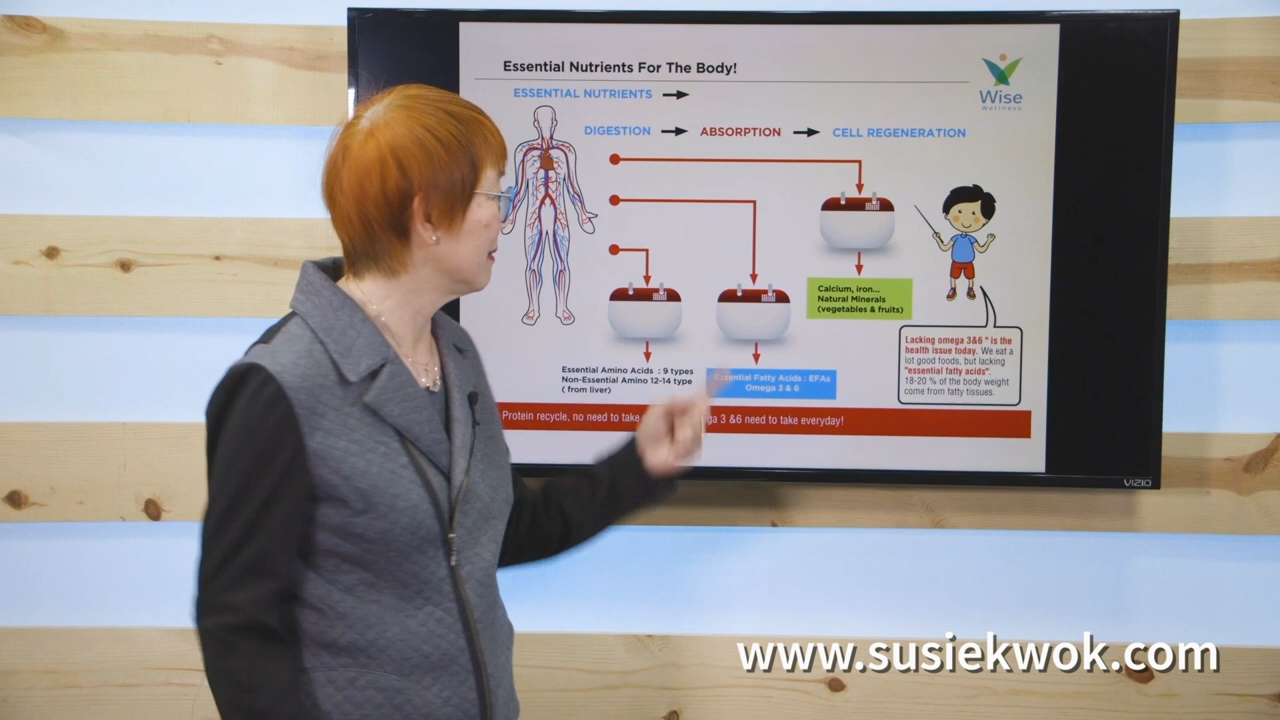 Essential Nutrients For The Body!
Wise
Wellness
ESSENTIAL NUTRIENTS
DIGESTION ABSORPTION CELL REGENERATION
Calcium, iron...
Natural Minerals
(vegetables & fruits)
Lacking omega 3&6 " is the
health issue today. We eat a
lot good foods, but lacking
"essential fatty acids".
18-20 % of the body weight
come from fatty tissues.
Essential Amino Acids : 9 types
Non-Essential Amino 12-14 type
( from liver)
Essential Fatty Acids : EFAs
Omega 3 & 6
Protein recycle, no need to take 3 &6 need to take everyday!
VIZIO
www.susiekwok.com